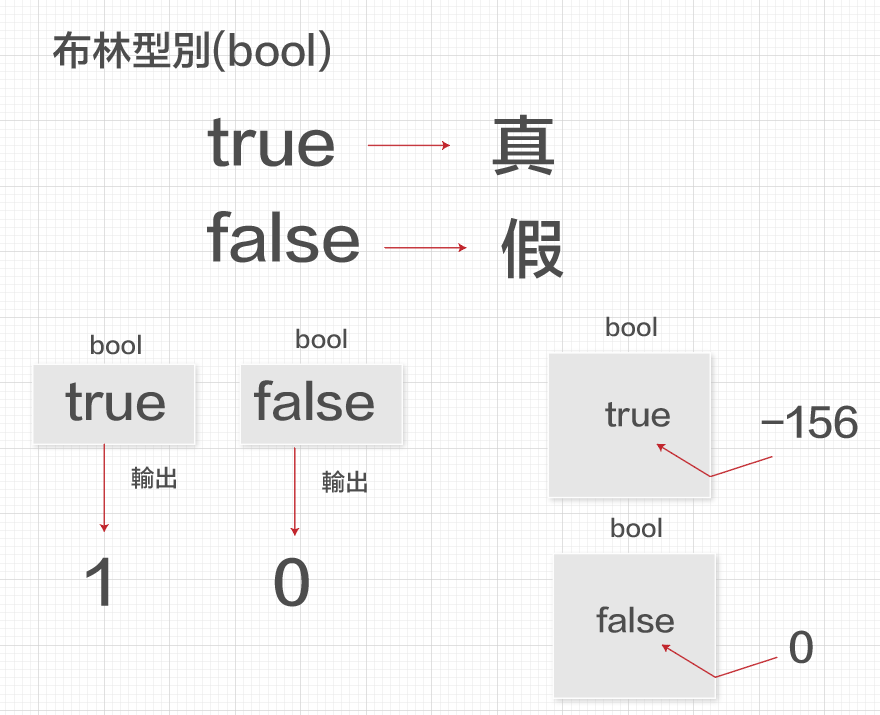 布林型別(bool)
true 真
false 假
bool
true
輸出
1
bool
false
輸出
0
bool
true
−156
bool
false
0